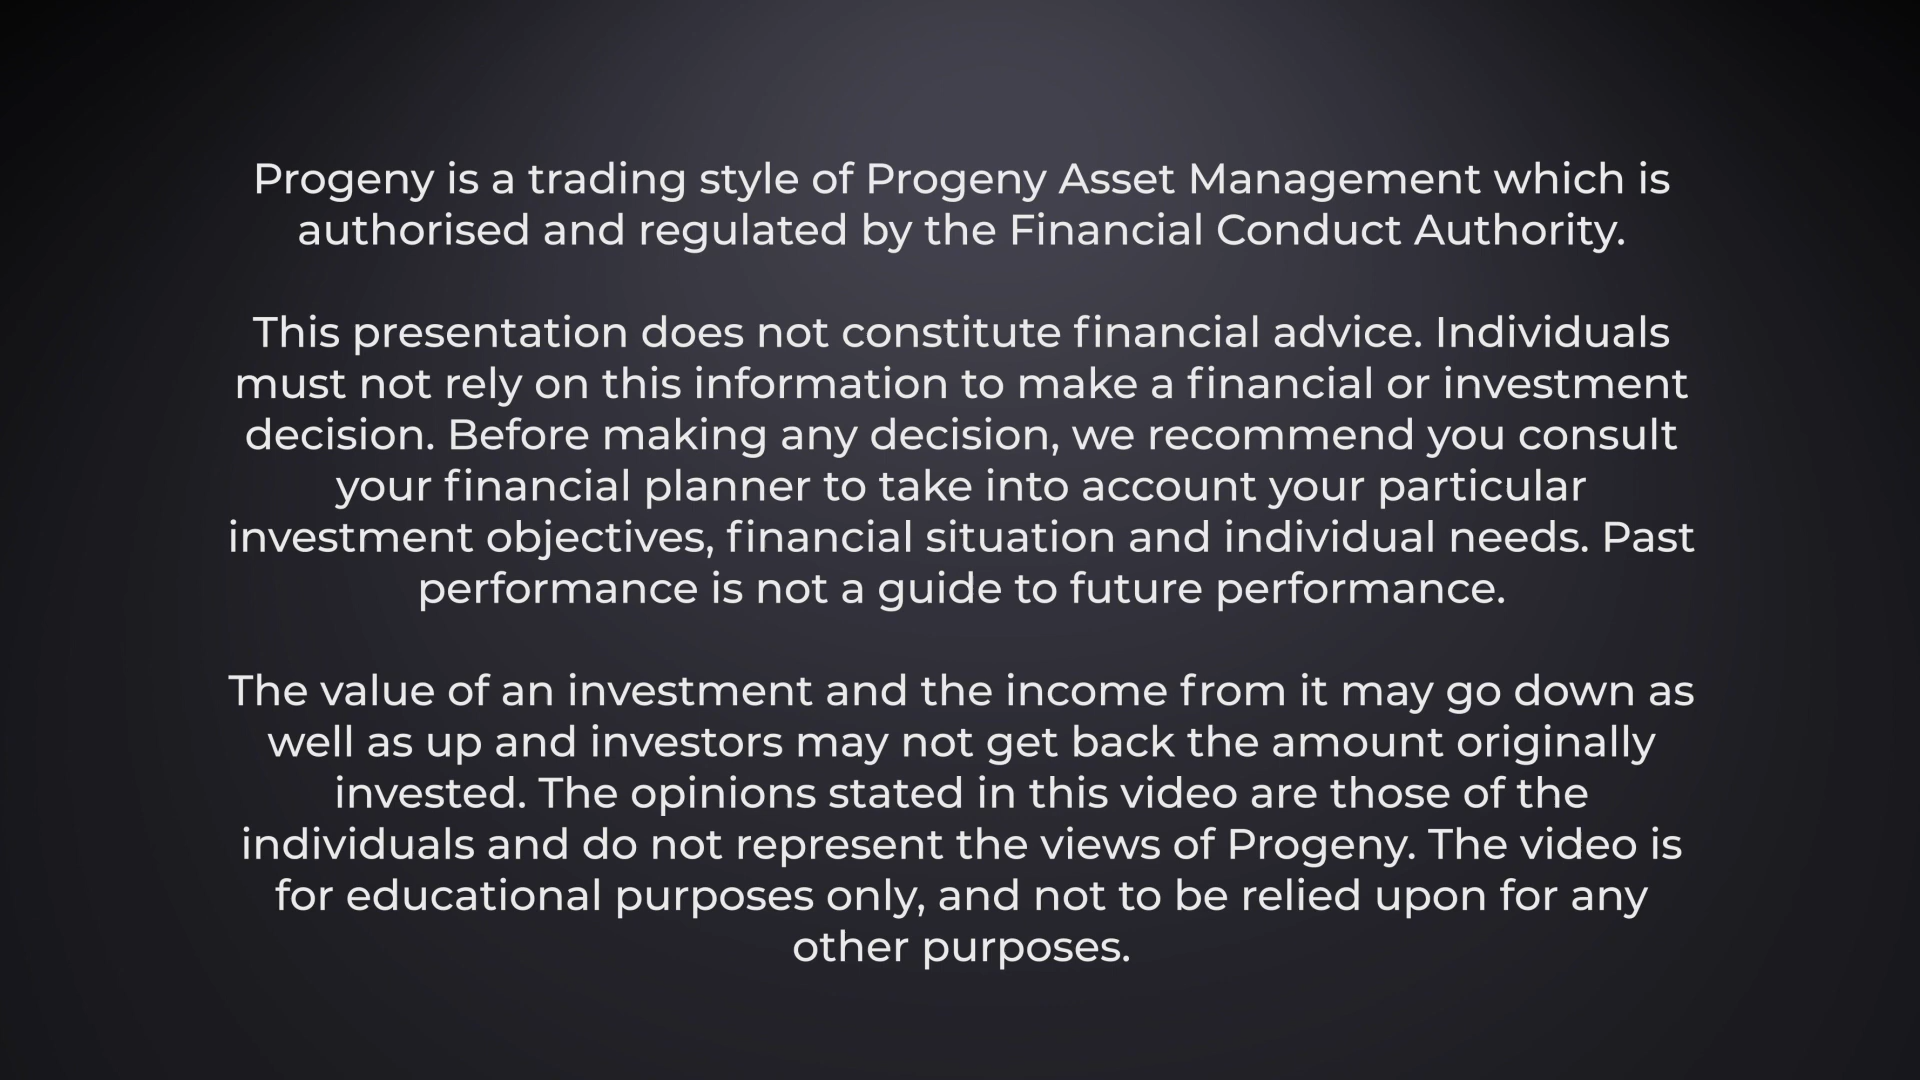 Progeny is a trading style of Progeny Asset Management which is
authorised and regulated by the Financial Conduct Authority.
This presentation does not constitute financial advice. Individuals
must not rely on this information to make a financial or investment
decision. Before making any decision, we recommend you consult
your financial planner to take into account your particular
investment objectives, financial situation and individual needs. Past
performance is not a guide to future performance.
The value of an investment and the income from it may go down as
well as up and investors may not get back the amount originally
invested. The opinions stated in this video are those of the
individuals and do not represent the views of Progeny. The video is
for educational purposes only, and not to be relied upon for any
other purposes.